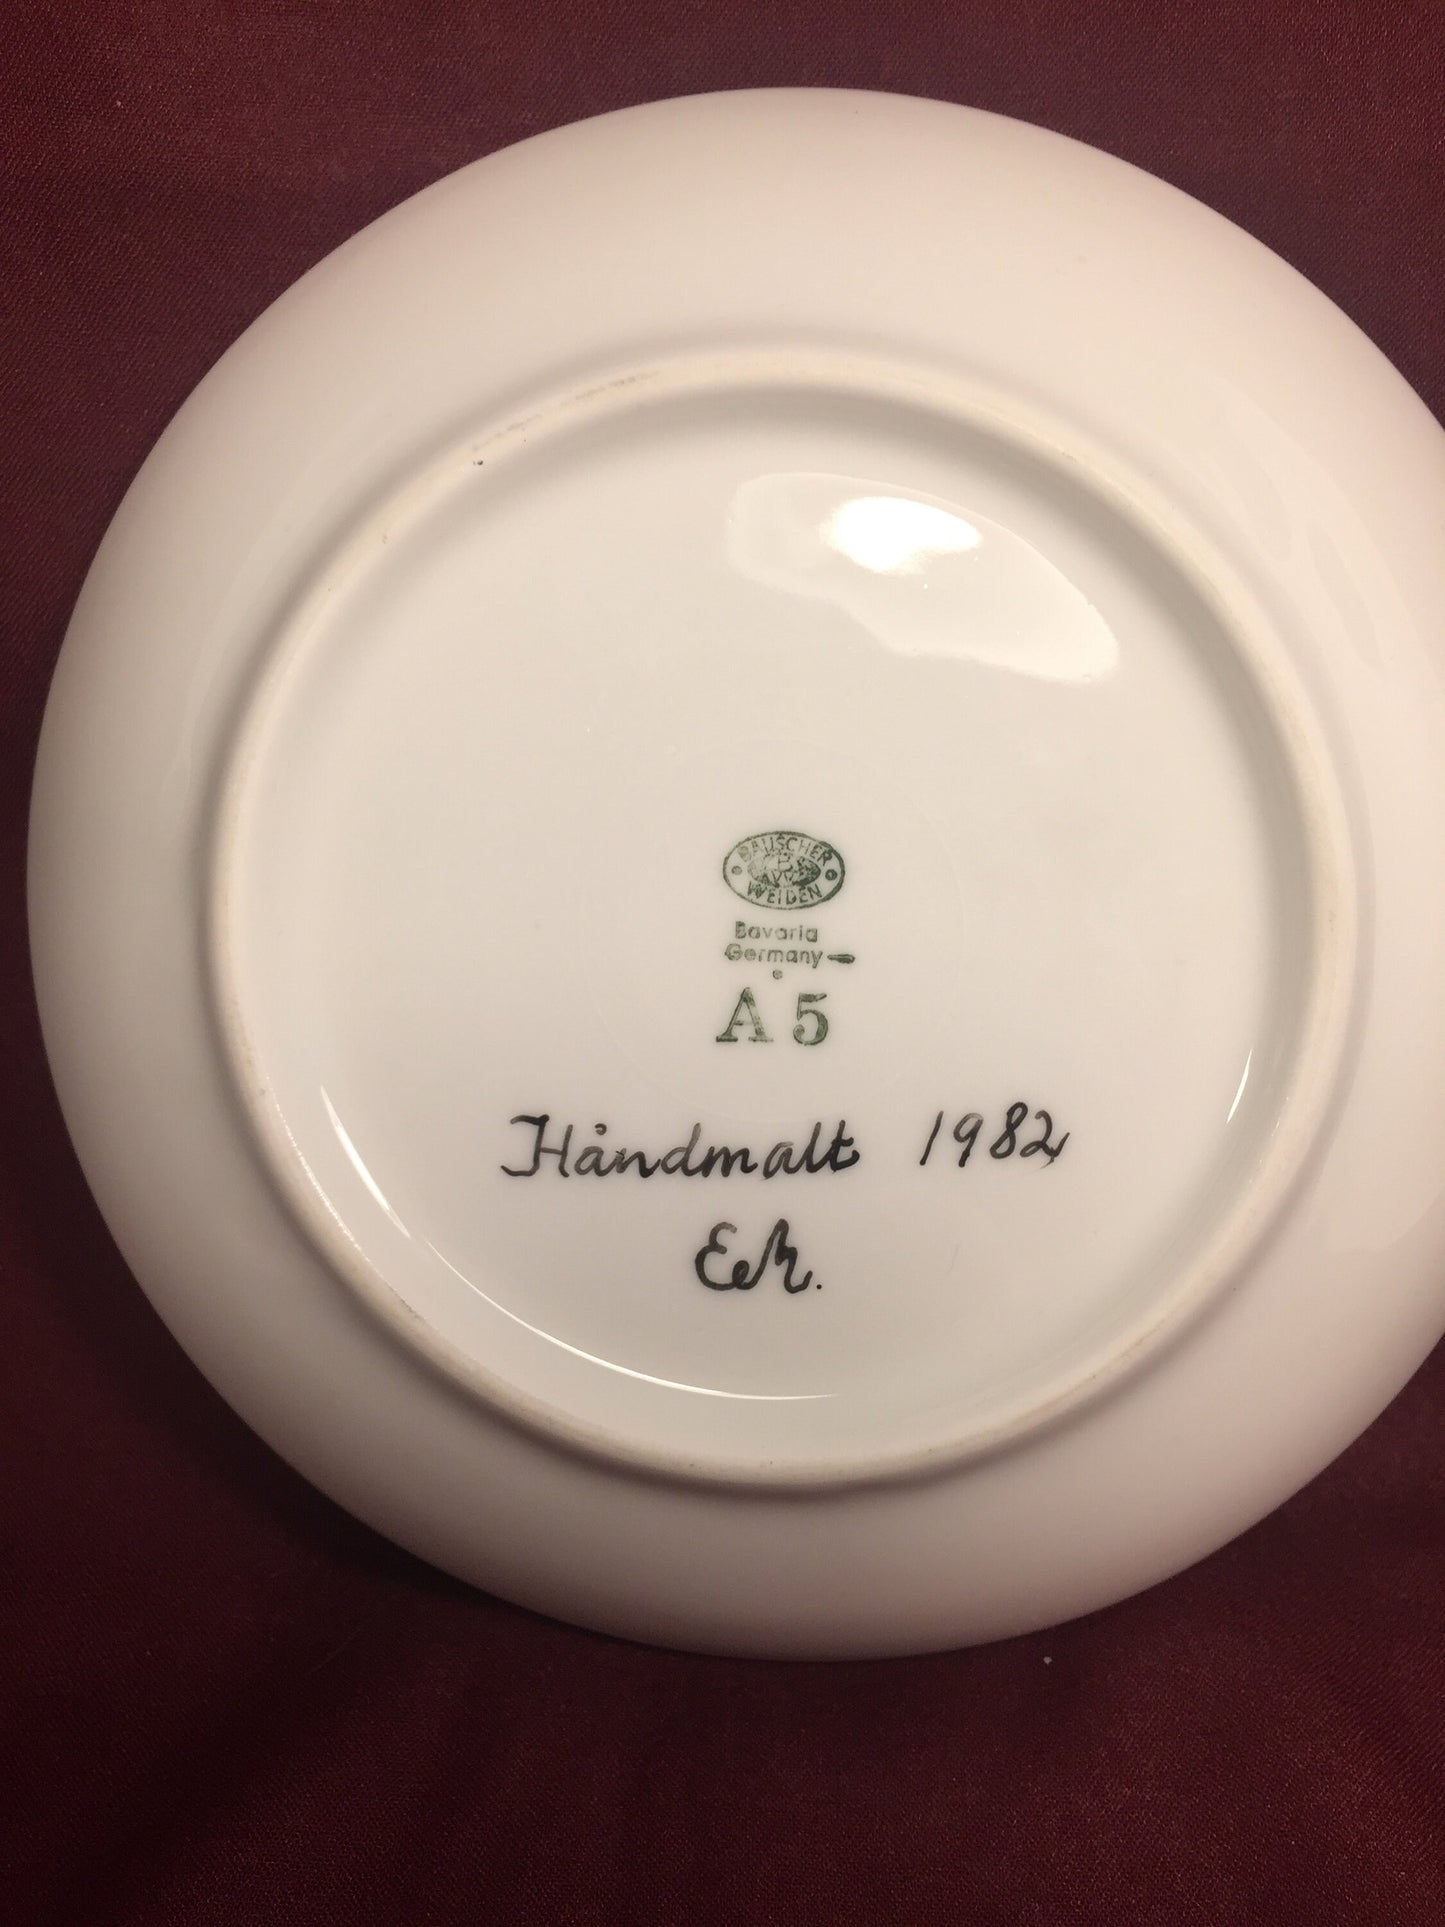 BAUSCHER
WEIDEN
Bavaria
Germany
A 5
Håndmalt 1982